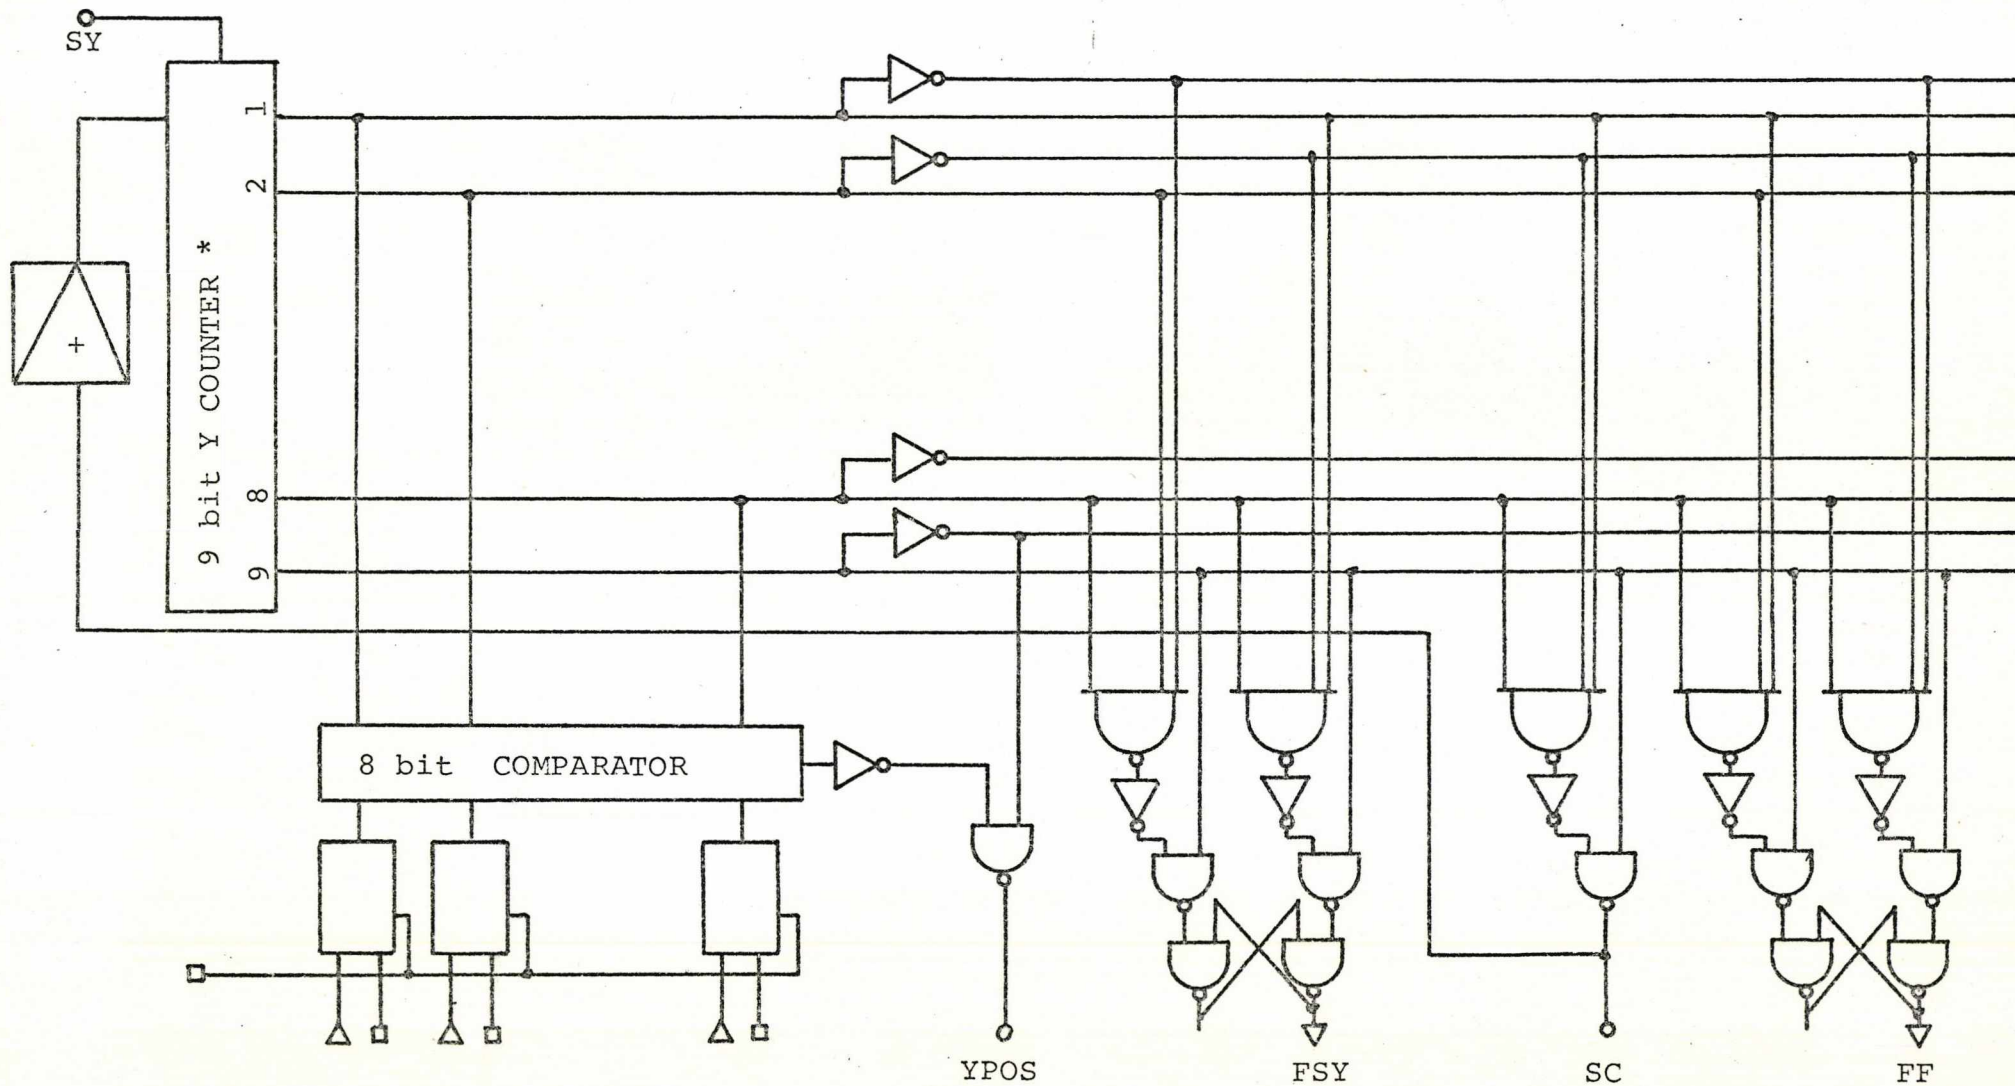 SY
1
2
9 bit Y COUNTER *
8
9
+
8 bit COMPARATOR
YPOS
FSY
SC
FF